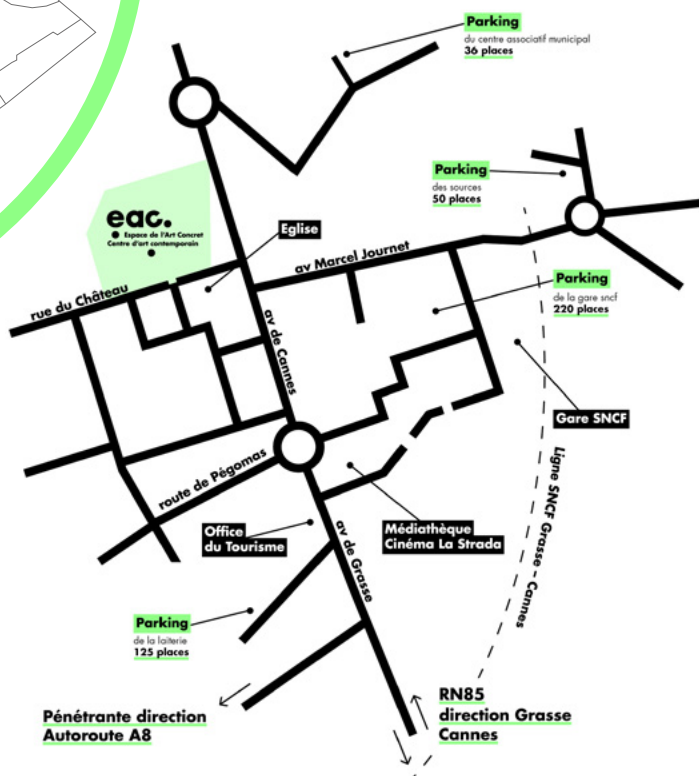 Parking
du centre associatif municipal
36 places
Parking
des sources
50 places
eac.
Espace de l'Art Concret
Centre d'art contemporain
Eglise
av Marcel Journet
rue du Château
Parking
de la gare sncf
220 places
av de Cannes
Gare SNCF
route de Pégomas
Ligne SNCF Grasse - Cannes
Office
du Tourisme
Médiathèque
Cinéma La Strada
av de Grasse
Parking
de la laiterie
125 places
RN85
direction Grasse
Cannes
Pénétrante direction
Autoroute A8